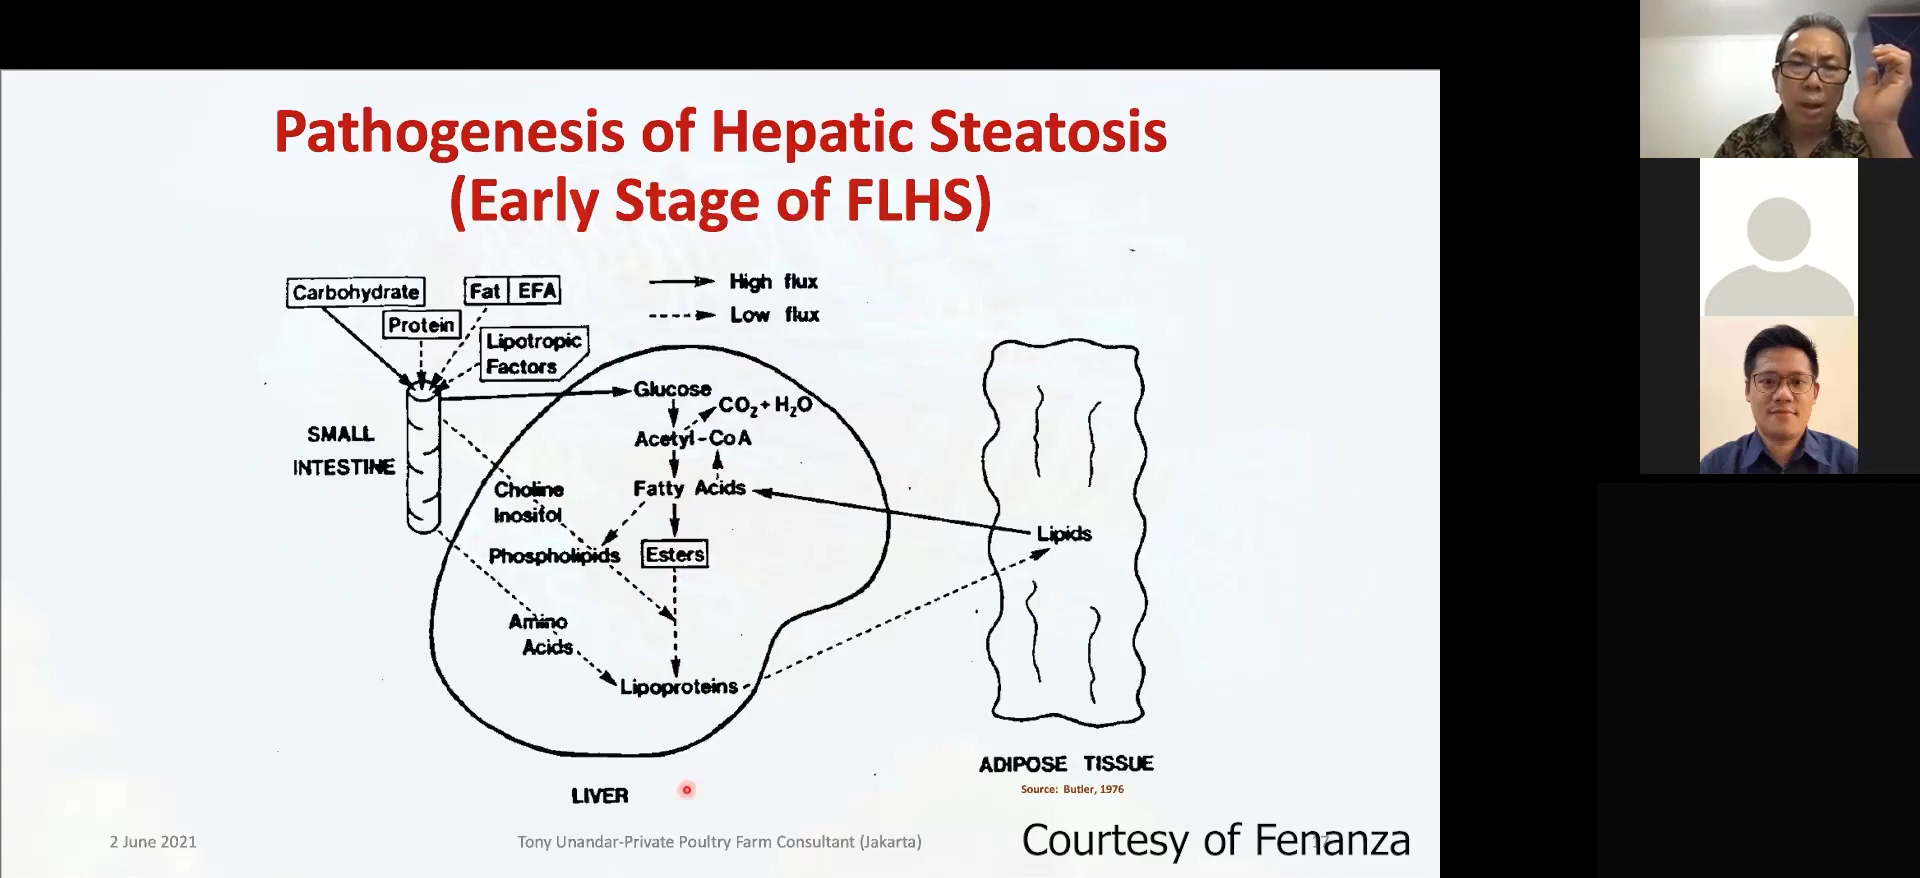 Pathogenesis of Hepatic Steatosis
(Early Stage of FLHS)
Carbohydrate
Fat EFA
Protein
Lipotropic
Factors
High flux
Low flux
SMALL
INTESTINE
Glucose
CO₂ + H₂O
Acetyl-CoA
Choline
Inositol
Fatty Acids
Phospholipids
Esters
Lipids
Amino
Acids
Lipoproteins
LIVER
ADIPOSE TISSUE
Source: Butler, 1976
2 June 2021
Tony Unandar-Private Poultry Farm Consultant (Jakarta)
Courtesy of Fenanza